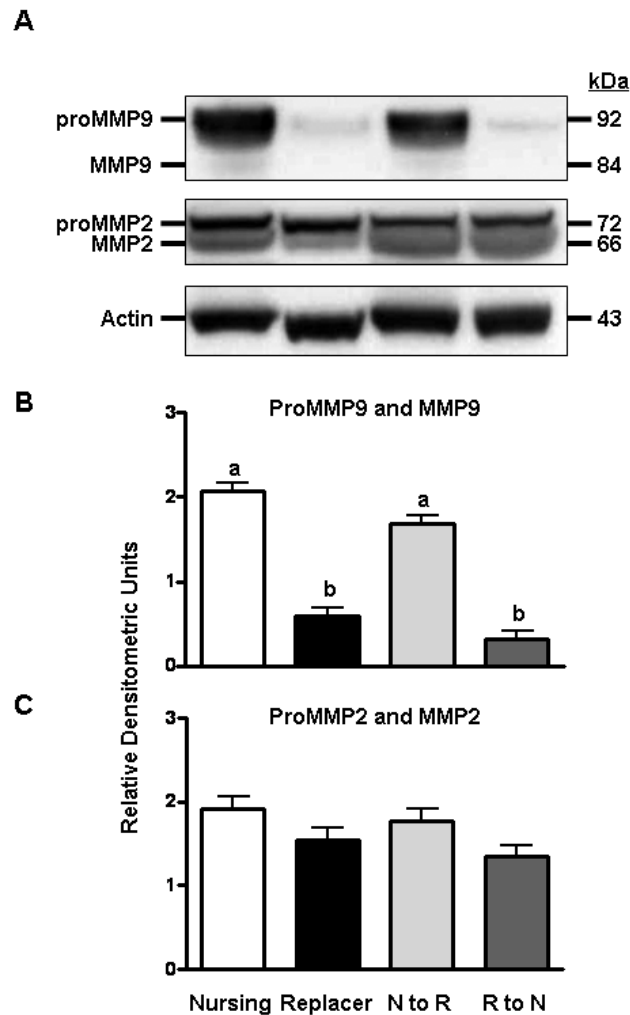 A
kDa
proMMP9 92
MMP9 84
proMMP2 72
MMP2 66
Actin 43
B
ProMMP9 and MMP9
3
2
1
0
a
b
a
b
Relative Densitometric Units
C
ProMMP2 and MMP2
3
2
1
0
Nursing Replacer N to R R to N